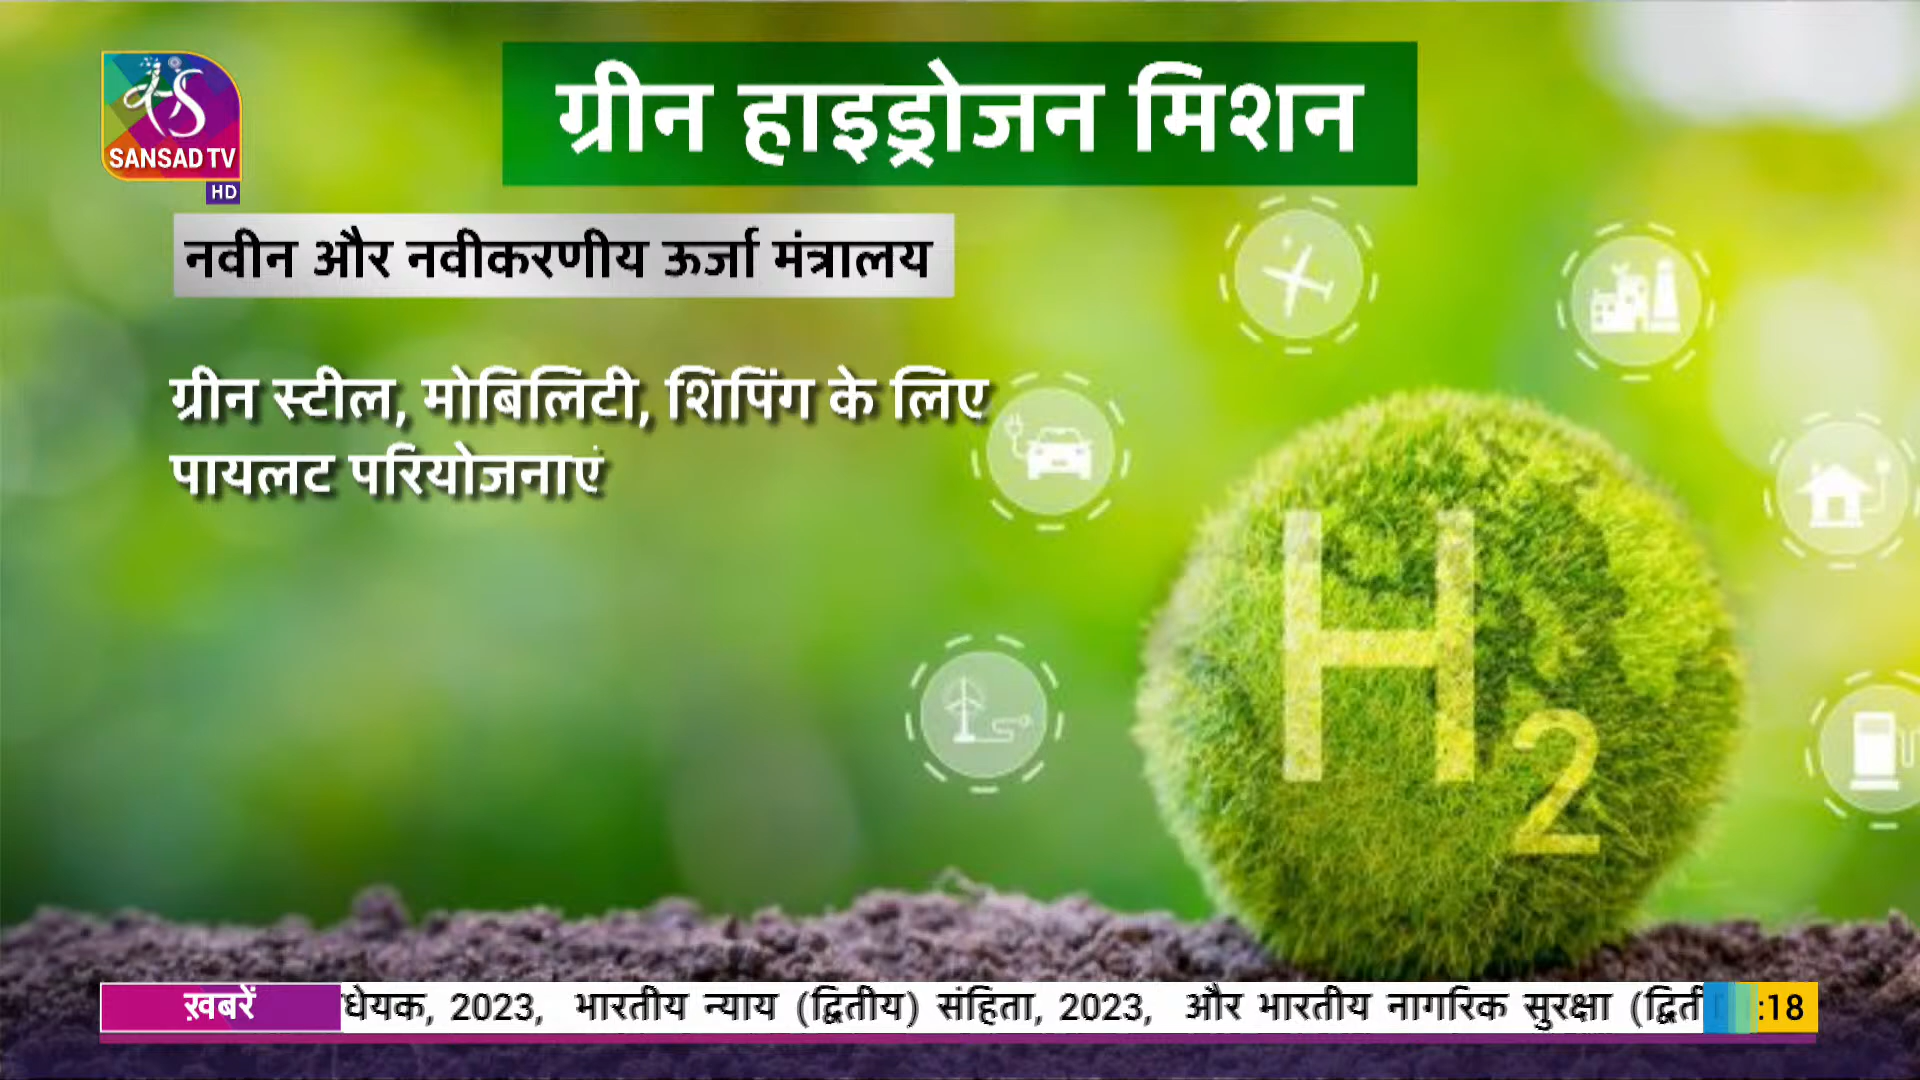 SANSAD TV
HD
ग्रीन हाइड्रोजन मिशन
नवीन और नवीकरणीय ऊर्जा मंत्रालय
ग्रीन स्टील, मोबिलिटी, शिपिंग के लिए
पायलट परियोजनाएं
H2
ख़बरें
धेयक, 2023, भारतीय न्याय (द्वितीय) संहिता, 2023, और भारतीय नागरिक सुरक्षा
:18